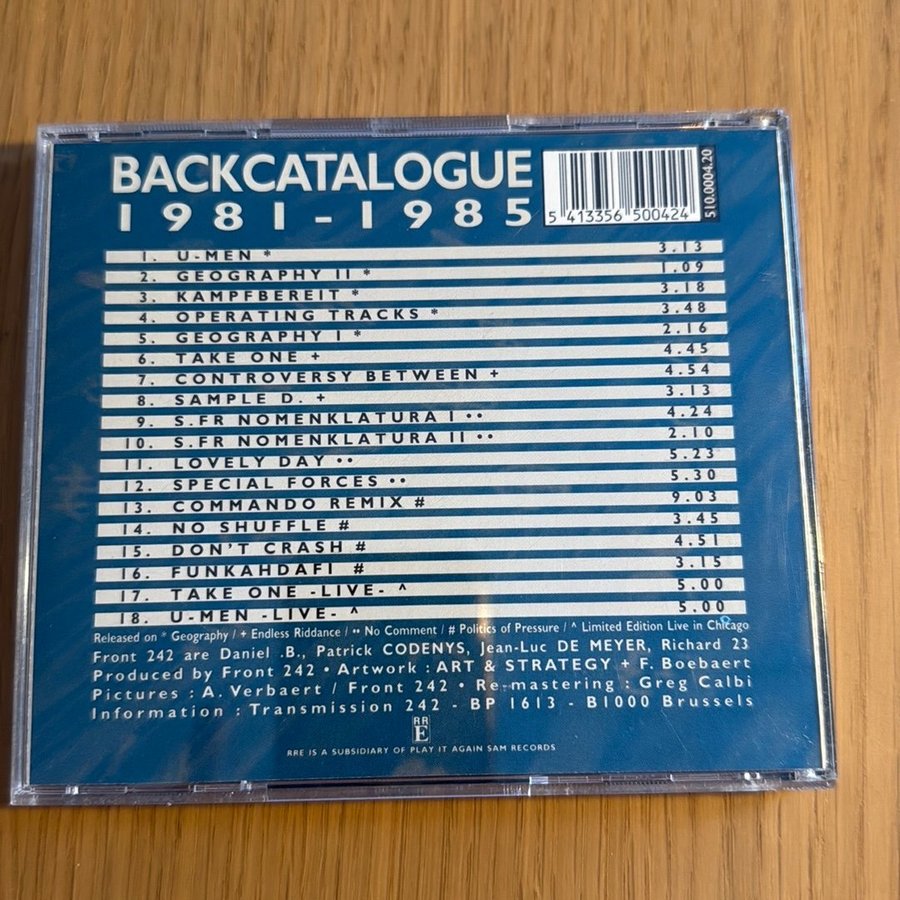 BACKCATALOGUE
1981-1985
5 413356 500424
510.0004.20
1. U-MEN * 3.13
2. GEOGRAPHY II * 1.09
3. KAMPFBEREIT * 3.18
4. OPERATING TRACKS * 3.48
5. GEOGRAPHY I * 2.16
6. TAKE ONE + 4.45
7. CONTROVERSY BETWEEN + 4.54
8. SAMPLE D. + 3.13
9. S.FR NOMENKLATURA I •• 4.24
10. S.FR NOMENKLATURA II •• 2.10
11. LOVELY DAY •• 5.23
12. SPECIAL FORCES •• 5.30
13. COMMANDO REMIX # 9.03
14. NO SHUFFLE # 3.45
15. DON'T CRASH # 4.51
16. FUNKAHDAFI # 3.15
17. TAKE ONE -LIVE- ^ 5.00
18. U-MEN -LIVE- ^ 5.00
Released on * Geography / + Endless Riddance / •• No Comment / # Politics of Pressure / ^ Limited Edition Live in Chicago
Front 242 are Daniel .B., Patrick CODENYS, Jean-Luc DE MEYER, Richard 23
Produced by Front 242 • Artwork : ART & STRATEGY + F. Boebaert
Pictures : A. Verbaert / Front 242 • Re-mastering : Greg Calbi
Information : Transmission 242 - BP 1613 - B1000 Brussels
RR
E
RRE IS A SUBSIDIARY OF PLAY IT AGAIN SAM RECORDS